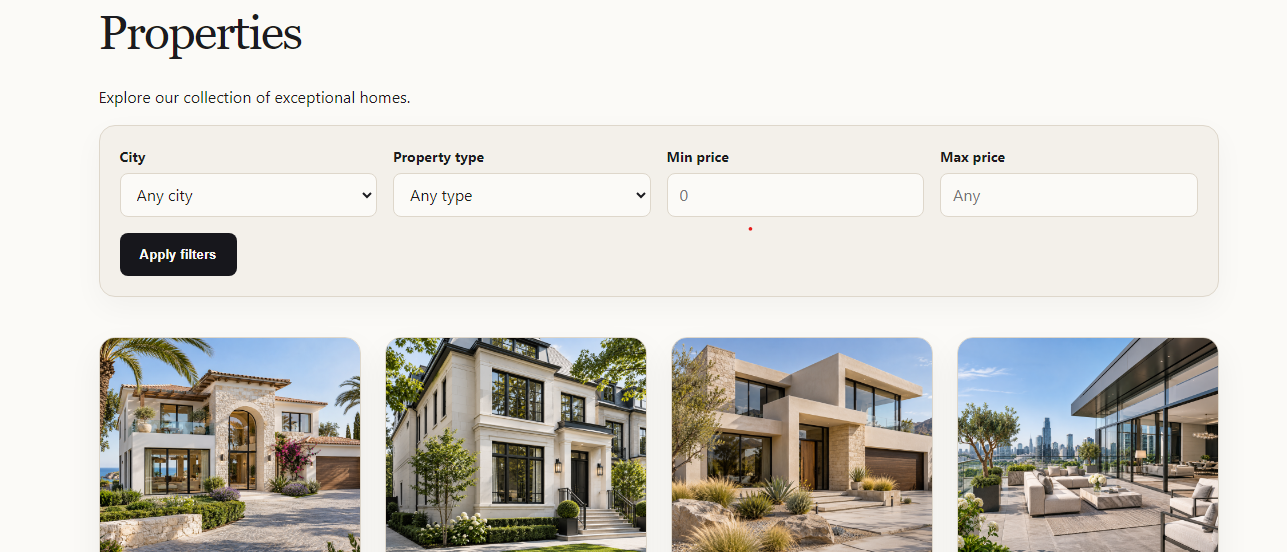 Properties
Explore our collection of exceptional homes.
City Property type Min price Max price
Any city Any type 0 Any
Apply filters